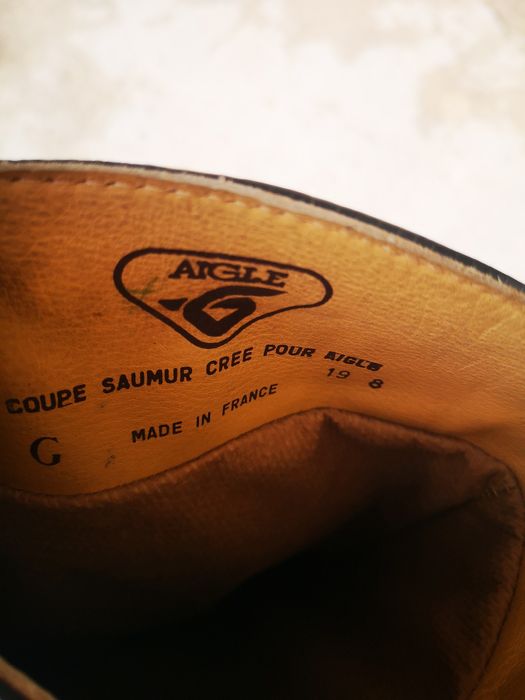 AIGLE
G
COUPE SAUMUR CREE POUR AIGLE
19 8
G
MADE IN FRANCE